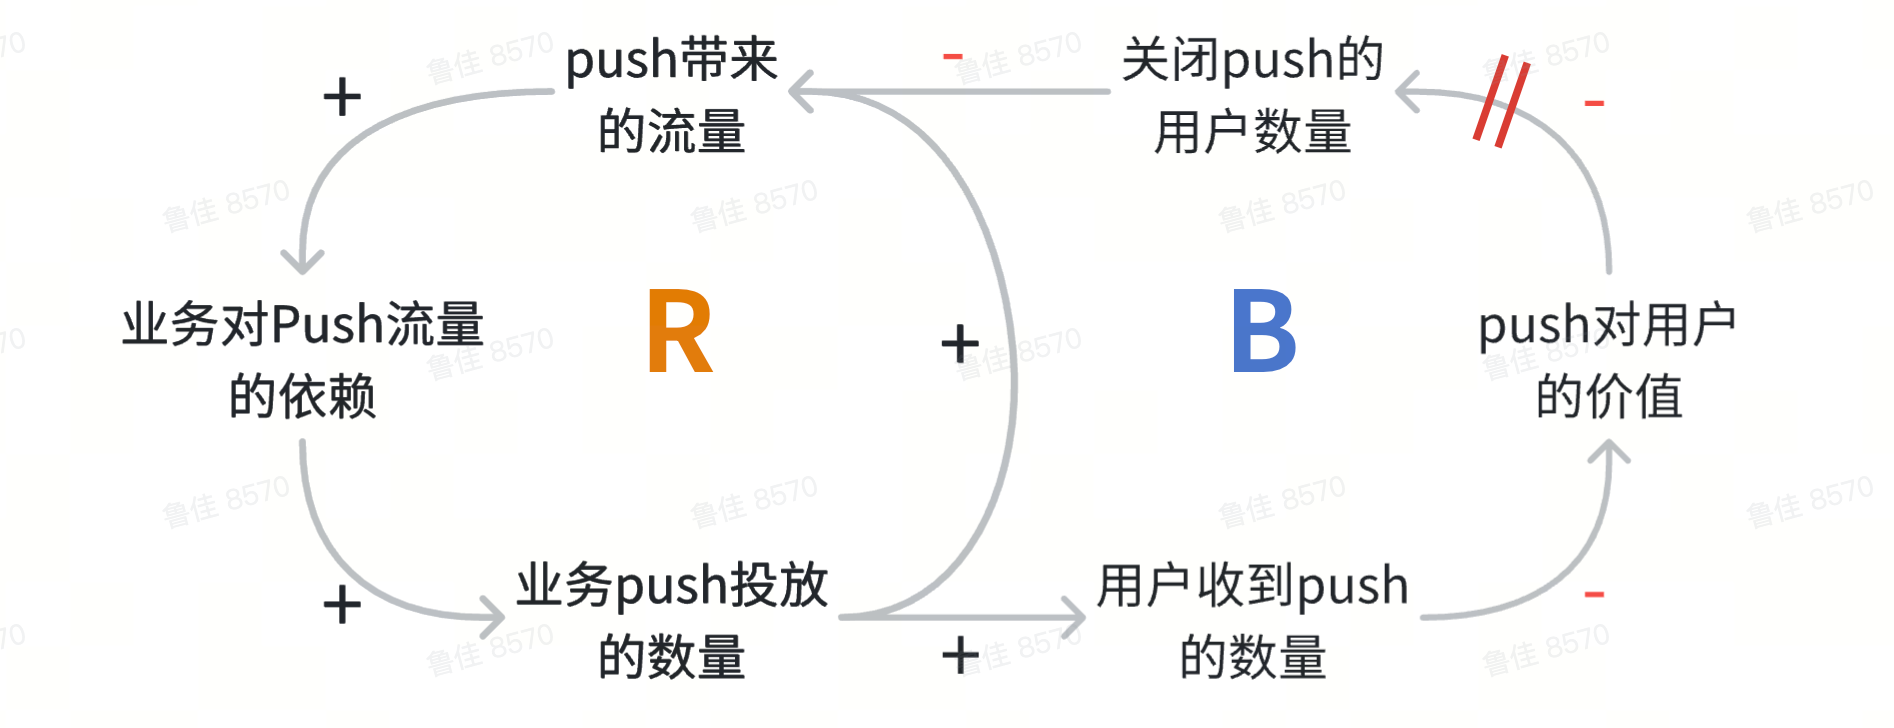 push带来
的流量
-
关闭push的
用户数量
-
+
业务对Push流量
的依赖
R
+
B
push对用户
的价值
+
业务push投放
的数量
+
用户收到push
的数量
-
鲁佳 8570